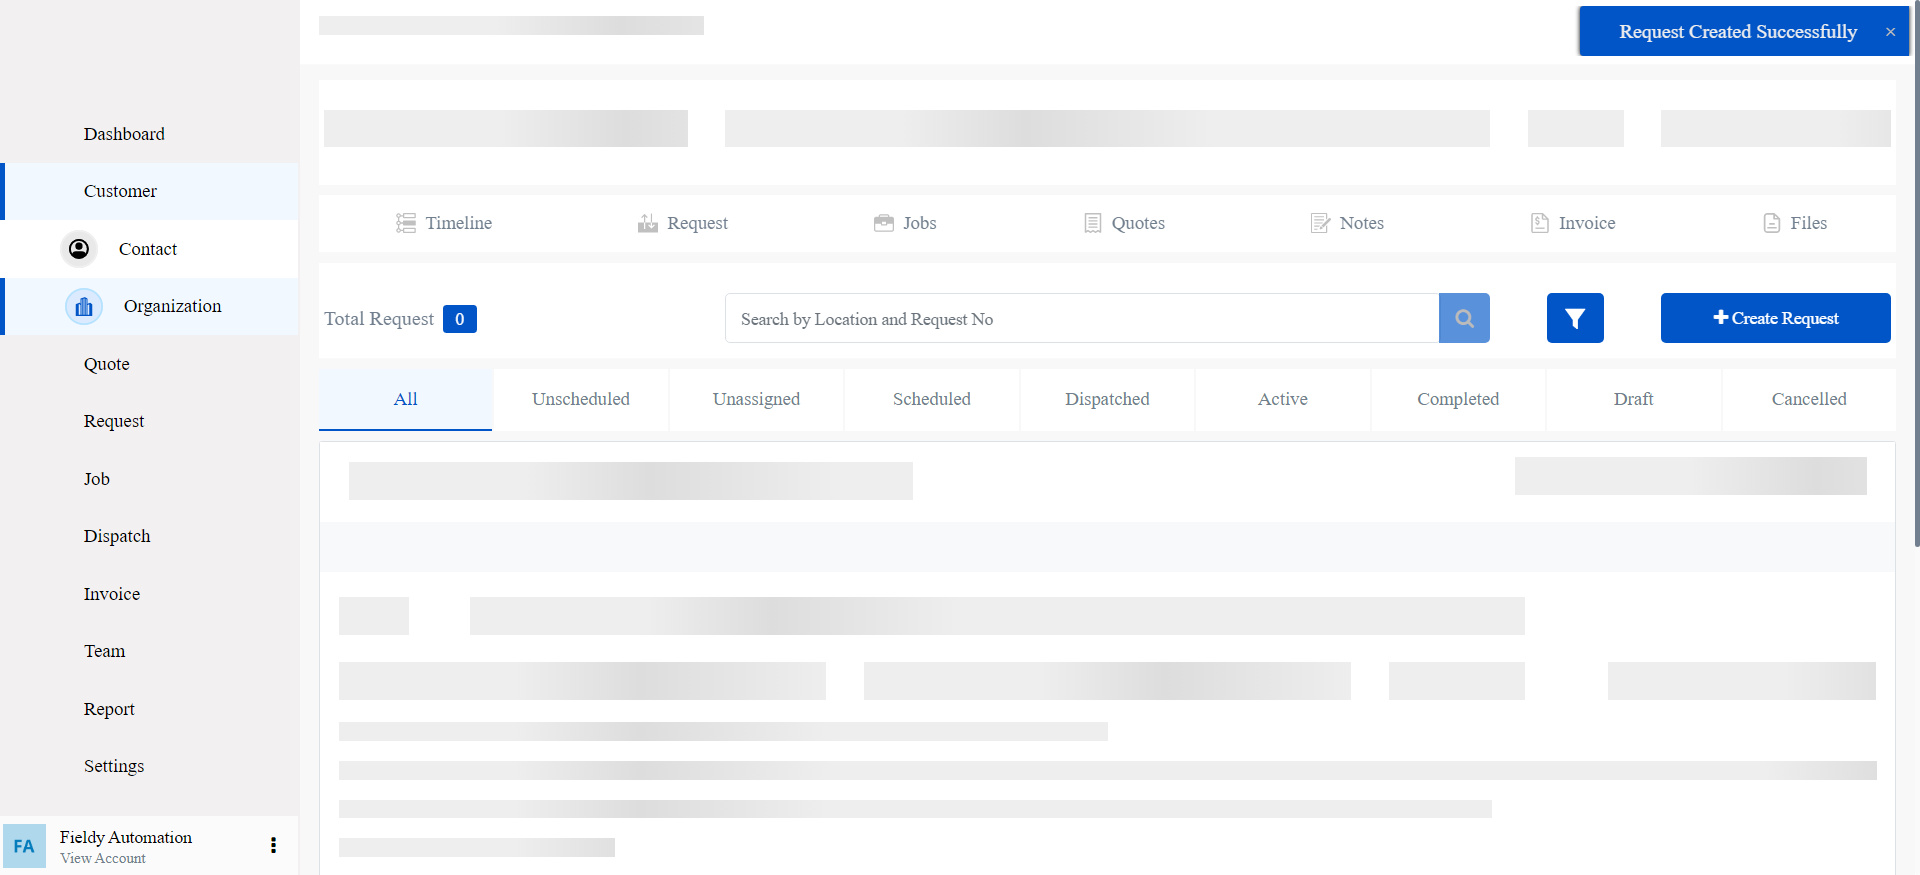 Request Created Successfully ×
Dashboard
Customer
Contact
Organization
Quote
Request
Job
Dispatch
Invoice
Team
Report
Settings
FA
Fieldy Automation
View Account
Timeline
Request
Jobs
Quotes
Notes
Invoice
Files
Total Request 0
Search by Location and Request No
Create Request
All
Unscheduled
Unassigned
Scheduled
Dispatched
Active
Completed
Draft
Cancelled